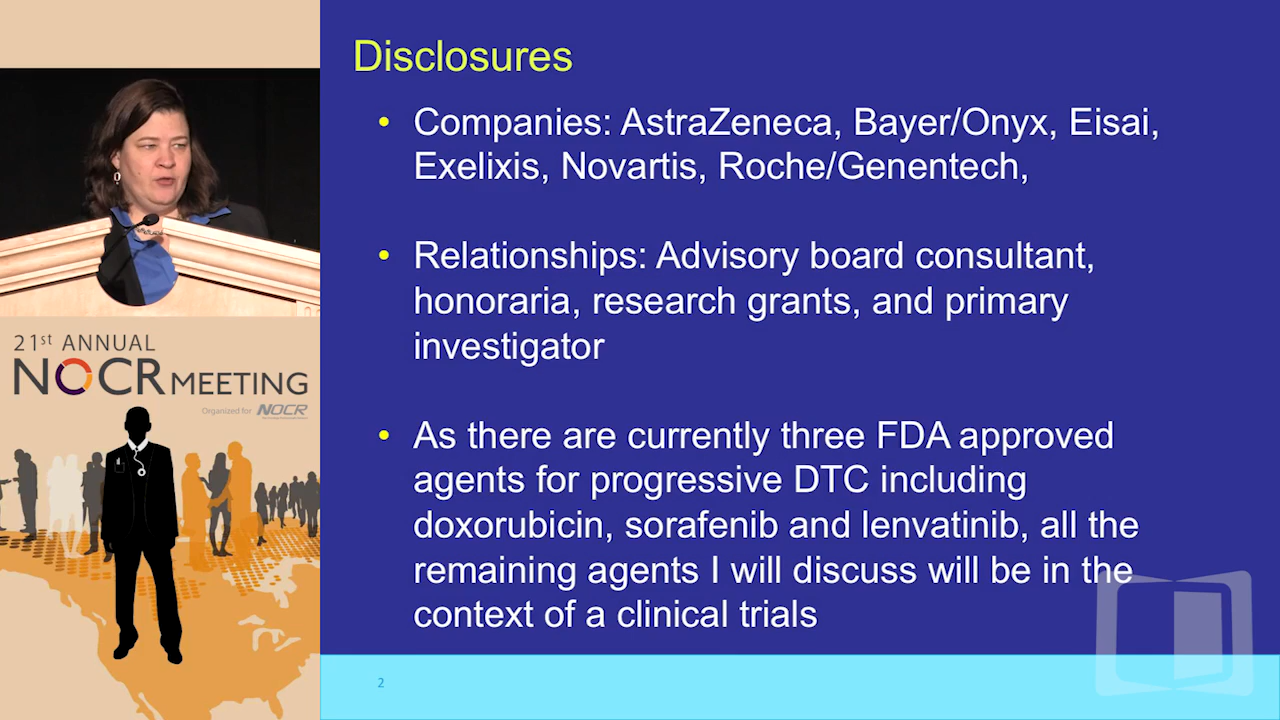 Disclosures
• Companies: AstraZeneca, Bayer/Onyx, Eisai,
Exelixis, Novartis, Roche/Genentech,
• Relationships: Advisory board consultant,
honoraria, research grants, and primary
investigator
• As there are currently three FDA approved
agents for progressive DTC including
doxorubicin, sorafenib and lenvatinib, all the
remaining agents I will discuss will be in the
context of a clinical trials
2
21st ANNUAL
NOCR MEETING
Organized for NOCR